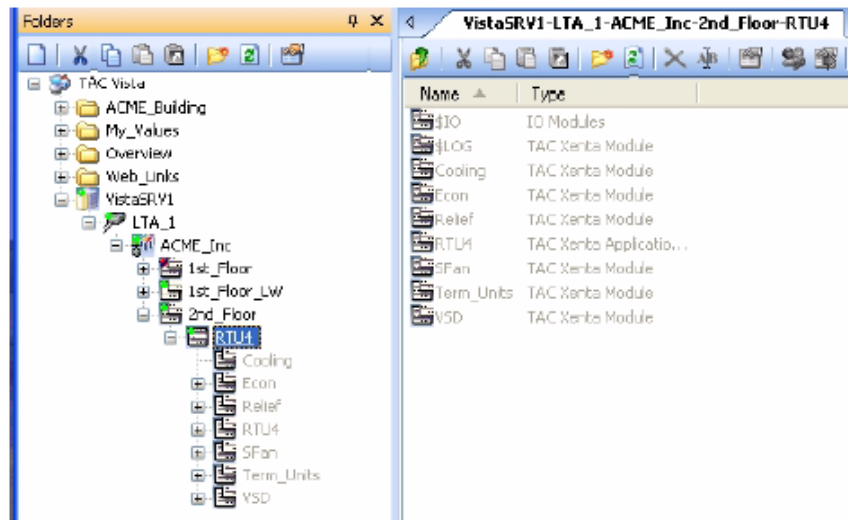 Folders
TAC Vista
ACME_Building
My_Values
Overview
Web_Links
VistaSRV1
LTA_1
ACME_Inc
1st_Floor
1st_Floor_LW
2nd_Floor
RTU4
Cooling
Econ
Relief
RTU4
SFan
Term_Units
VSD
VistaSRV1-LTA_1-ACME_Inc-2nd_Floor-RTU4
Name Type
$IO IO Modules
$LOG TAC Xenta Module
Cooling TAC Xenta Module
Econ TAC Xenta Module
Relief TAC Xenta Module
RTU4 TAC Xenta Applicatio...
SFan TAC Xenta Module
Term_Units TAC Xenta Module
VSD TAC Xenta Module